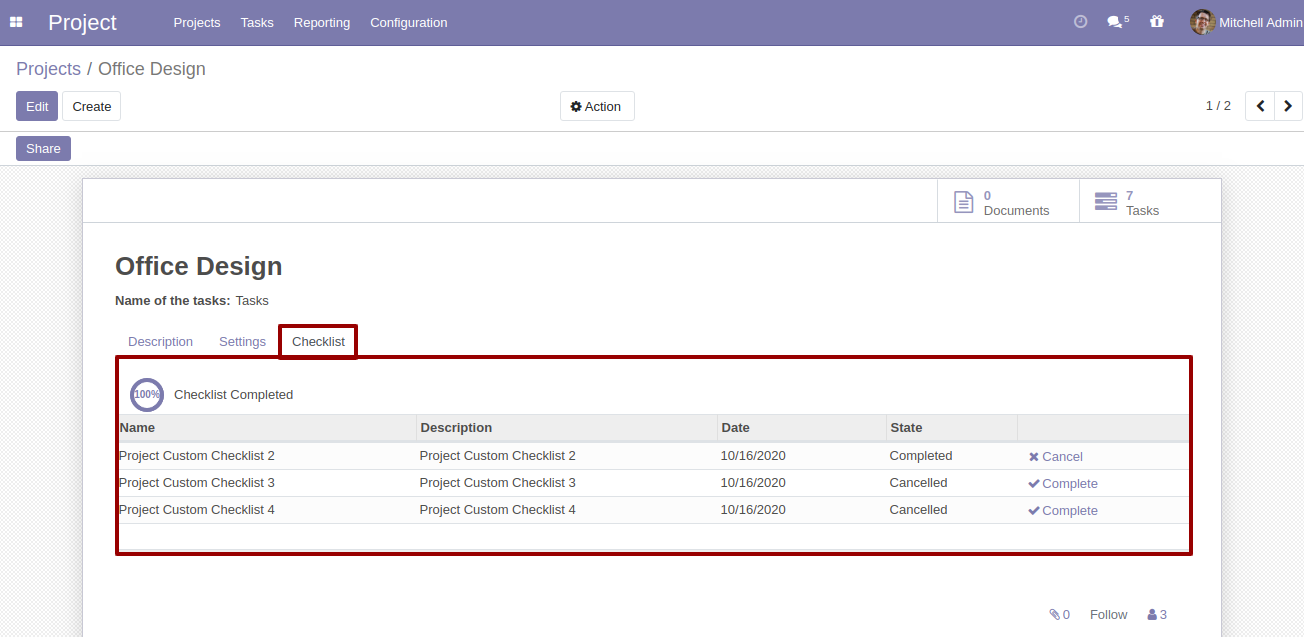 Project Projects Tasks Reporting Configuration 5 Mitchell Admin
Projects / Office Design
Edit Create Action 1 / 2
Share
0 Documents
7 Tasks
Office Design
Name of the tasks: Tasks
Description Settings Checklist
100% Checklist Completed
Name Description Date State
Project Custom Checklist 2 Project Custom Checklist 2 10/16/2020 Completed Cancel
Project Custom Checklist 3 Project Custom Checklist 3 10/16/2020 Cancelled Complete
Project Custom Checklist 4 Project Custom Checklist 4 10/16/2020 Cancelled Complete
0 Follow 3